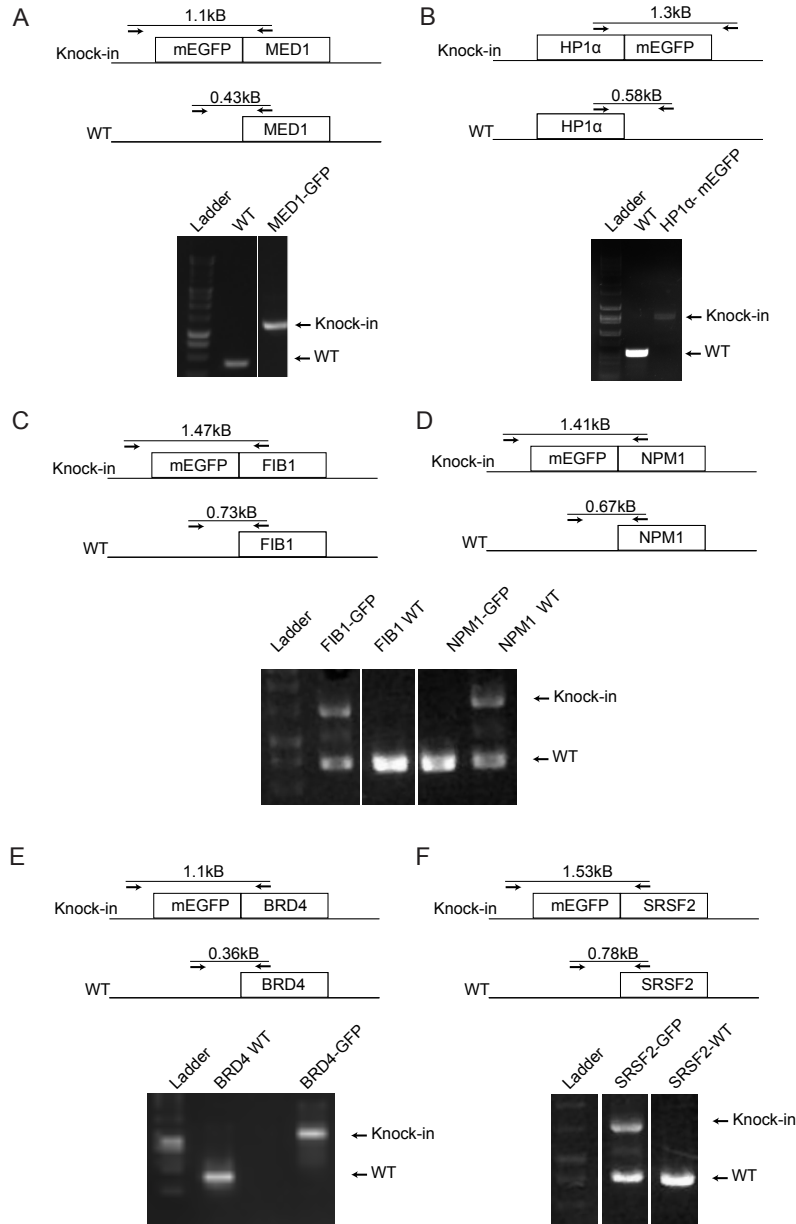 A
1.1kB
Knock-in
mEGFP MED1
0.43kB
WT
MED1
Ladder
WT
MED1-GFP
Knock-in
WT
B
1.3kB
Knock-in
HP1α mEGFP
0.58kB
WT
HP1α
Ladder
WT
HP1α- mEGFP
Knock-in
WT
C
1.47kB
Knock-in
mEGFP FIB1
0.73kB
WT
FIB1
D
1.41kB
Knock-in
mEGFP NPM1
0.67kB
WT
NPM1
Ladder
FIB1-GFP
FIB1 WT
NPM1-GFP
NPM1 WT
Knock-in
WT
E
1.1kB
Knock-in
mEGFP BRD4
0.36kB
WT
BRD4
Ladder
BRD4 WT
BRD4-GFP
Knock-in
WT
F
1.53kB
Knock-in
mEGFP SRSF2
0.78kB
WT
SRSF2
Ladder
SRSF2-GFP
SRSF2-WT
Knock-in
WT